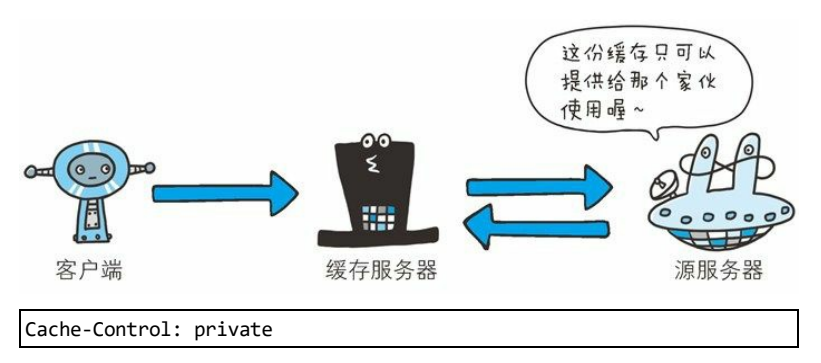 这份缓存只可以
提供给那个家伙
使用喔~
客户端
缓存服务器
源服务器
Cache-Control: private